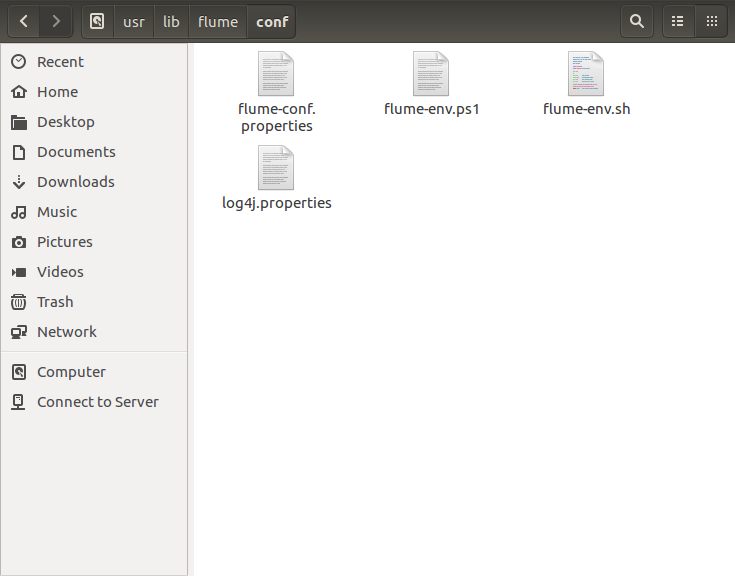 usr lib flume conf
Recent
Home
Desktop
Documents
Downloads
Music
Pictures
Videos
Trash
Network
Computer
Connect to Server
flume-conf.
properties
flume-env.ps1
flume-env.sh
log4j.properties